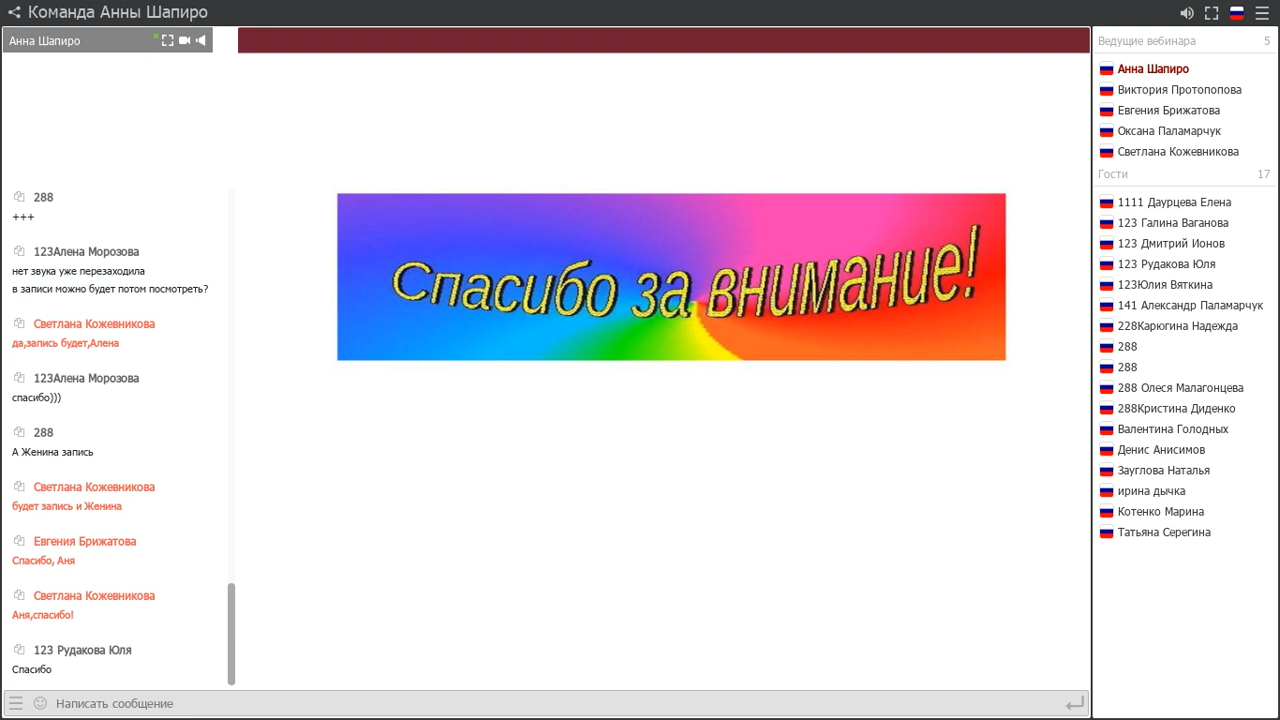 Команда Анны Шапиро
Анна Шапиро
288
+++
123Алена Морозова
нет звука уже перезаходила
в записи можно будет потом посмотреть?
Светлана Кожевникова
да,запись будет,Алена
123Алена Морозова
спасибо)))
288
А Женина запись
Светлана Кожевникова
будет запись и Женина
Евгения Брижатова
Спасибо, Аня
Светлана Кожевникова
Аня,спасибо!
123 Рудакова Юля
Спасибо
Написать сообщение
Спасибо за внимание!
Ведущие вебинара 5
Анна Шапиро
Виктория Протопопова
Евгения Брижатова
Оксана Паламарчук
Светлана Кожевникова
Гости 17
1111 Даурцева Елена
123 Галина Ваганова
123 Дмитрий Ионов
123 Рудакова Юля
123Юлия Вяткина
141 Александр Паламарчук
228Карюгина Надежда
288
288
288 Олеся Малагонцева
288Кристина Диденко
Валентина Голодных
Денис Анисимов
Зауглова Наталья
ирина дычка
Котенко Марина
Татьяна Серегина